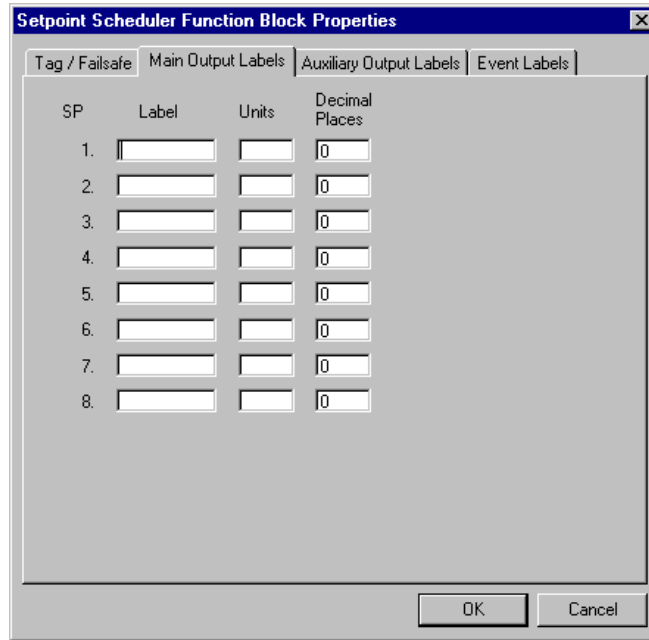 Setpoint Scheduler Function Block Properties
Tag / Failsafe Main Output Labels Auxiliary Output Labels Event Labels
SP Label Units Decimal Places
1. 0
2. 0
3. 0
4. 0
5. 0
6. 0
7. 0
8. 0
OK Cancel